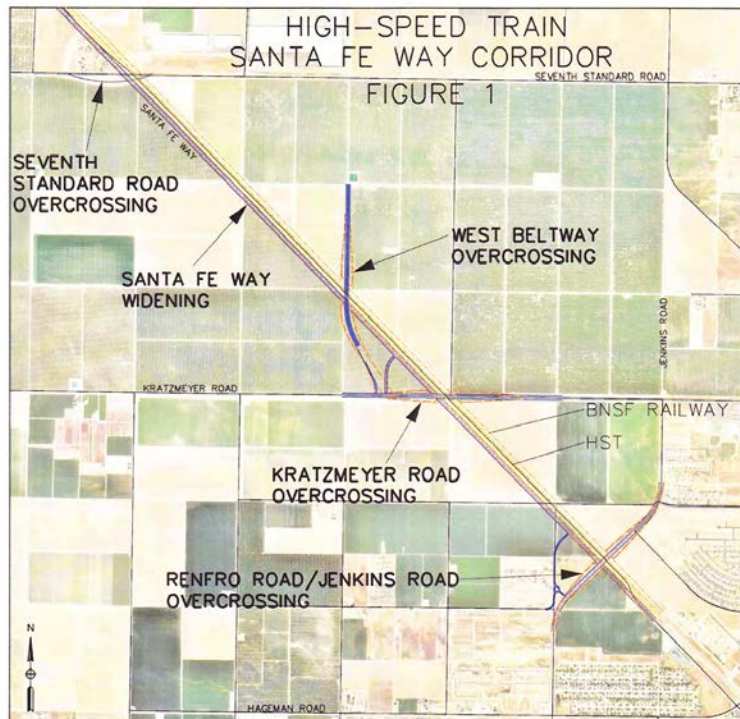 HIGH-SPEED TRAIN
SANTA FE WAY CORRIDOR
SEVENTH STANDARD ROAD
FIGURE 1
SANTA FE WAY
SEVENTH
STANDARD ROAD
OVERCROSSING
WEST BELTWAY
OVERCROSSING
SANTA FE WAY
WIDENING
JENKINS ROAD
KRATZMEYER ROAD
BNSF RAILWAY
HST
KRATZMEYER ROAD
OVERCROSSING
RENFRO ROAD/JENKINS ROAD
OVERCROSSING
N
HAGEMAN ROAD